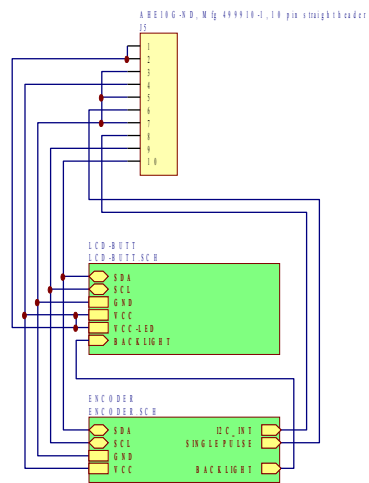 AHE10G-ND, Mfg 499910-1, 10 pin straight header
J5
1
2
3
4
5
6
7
8
9
10
LCD-BUTT
LCD-BUTT.SCH
SDA
SCL
GND
VCC
VCC-LED
BACKLIGHT
ENCODER
ENCODER.SCH
SDA I2C_INT
SCL SINGLE PULSE
GND
VCC BACKLIGHT